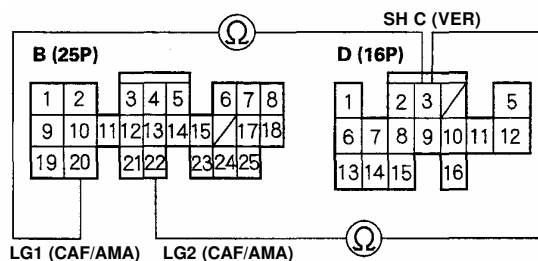 SH C (VER)
Ω
B (25P)
D (16P)
1 2 3 4 5 6 7 8
9 10 11 12 13 14 15 17 18
19 20 21 22 23 24 25
1 2 3 5
6 7 8 9 10 11 12
13 14 15 16
Ω
LG1 (CAF/AMA) LG2 (CAF/AMA)